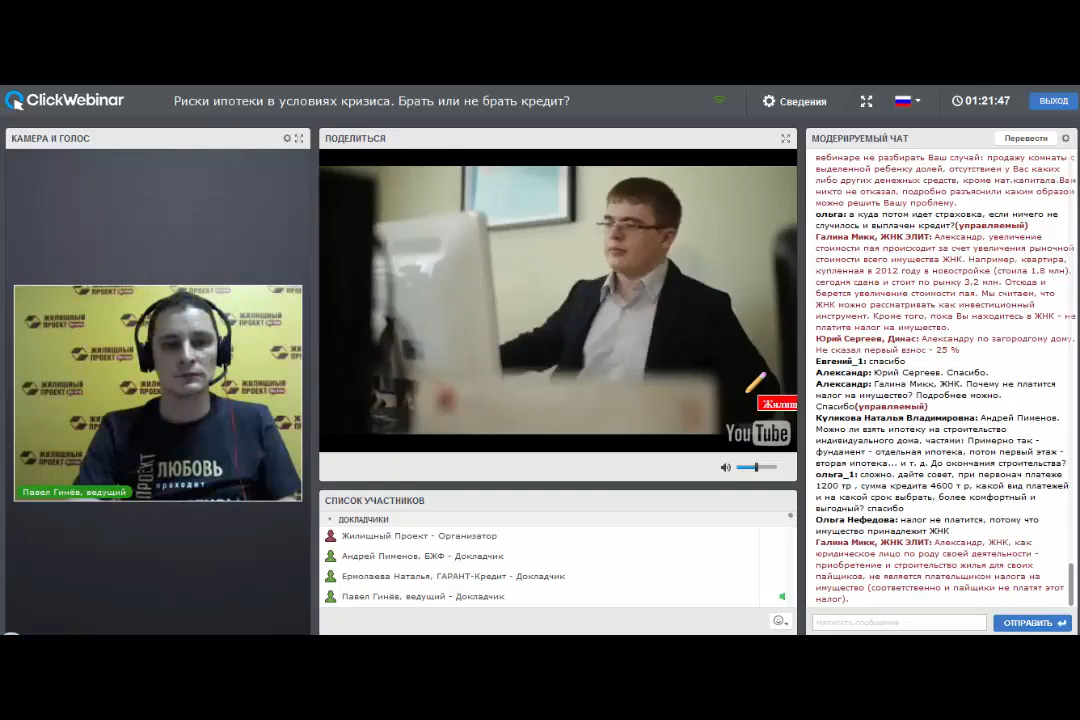 ClickWebinar
Риски ипотеки в условиях кризиса. Брать или не брать кредит?
Сведения
01:21:47
ВЫХОД
КАМЕРА И ГОЛОС
ПОДЕЛИТЬСЯ
МОДЕРИРУЕМЫЙ ЧАТ
Перевести
ЖИЛИЩНЫЙ
ПРОЕКТ
ПРОЕКТ
ЛЮБОВЬ
проходит
Павел Гинёв, ведущий
Жилищ
YouTube
СПИСОК УЧАСТНИКОВ
ДОКЛАДЧИКИ
Жилищный Проект - Организатор
Андрей Пименов, БЖФ - Докладчик
Ермолаева Наталья, ГАРАНТ-Кредит - Докладчик
Павел Гинёв, ведущий - Докладчик
вебинаре не разбирать Ваш случай: продажу комнаты с
выделенной ребенку долей, отсутствием у Вас каких
либо других денежных средств, кроме мат.капитала.Вам
никто не отказал, подробно разъяснили каким образом
можно решить Вашу проблему.
ольга: а куда потом идет страховка, если ничего не
случилось и выплачен кредит?(управляемый)
Галина Микк, ЖНК ЭЛИТ: Александр, увеличение
стоимости пая происходит за счет увеличения рыночной
стоимости всего имущества ЖНК. Например, квартира,
купленная в 2012 году в новостройке (стоила 1,8 млн).
сегодня сдана и стоит по рынку 3,2 млн. Отсюда и
берется увеличение стоимости пая. Мы считаем, что
ЖНК можно рассматривать как инвестиционный
инструмент. Кроме того, пока Вы находитесь в ЖНК - не
платите налог на имущество.
Юрий Сергеев, Динас: Александру по загородгому дому.
Не сказал первый взнос - 25 %
Евгений_1: спасибо
Александр: Юрий Сергеев. Спасибо.
Александр: Галина Микк, ЖНК. Почему не платится
налог на имущество? Подробнее можно.
Спасибо(управляемый)
Куликова Наталья Владимировна: Андрей Пименов.
Можно ли взять ипотеку на строительство
индивидуального дома, частями: Примерно так -
фундамент - отдельная ипотека, потом первый этаж -
вторая ипотека... и т. д. До окончания строительства?
ольга_1: сложно. дайте совет, при первонач платеже
1200 тр , сумма кредита 4600 т р, какой вид платежей
и на какой срок выбрать, более комфортный и
выгодный? спасибо
Ольга Нефедова: налог не платится, потому что
имущество принадлежит ЖНК
Галина Микк, ЖНК ЭЛИТ: Александр, ЖНК, как
юридическое лицо по роду своей деятельности -
приобретение и строительство жилья для своих
пайщиков, не является плательщиком налога на
имущество (соответственно и пайщики не платят этот
налог).
написать сообщение
ОТПРАВИТЬ